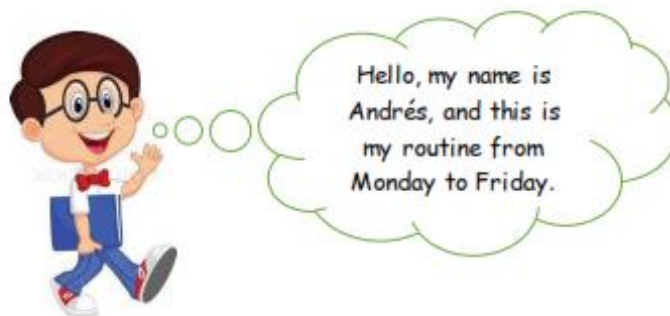 Hello, my name is
Andrés, and this is
my routine from
Monday to Friday.